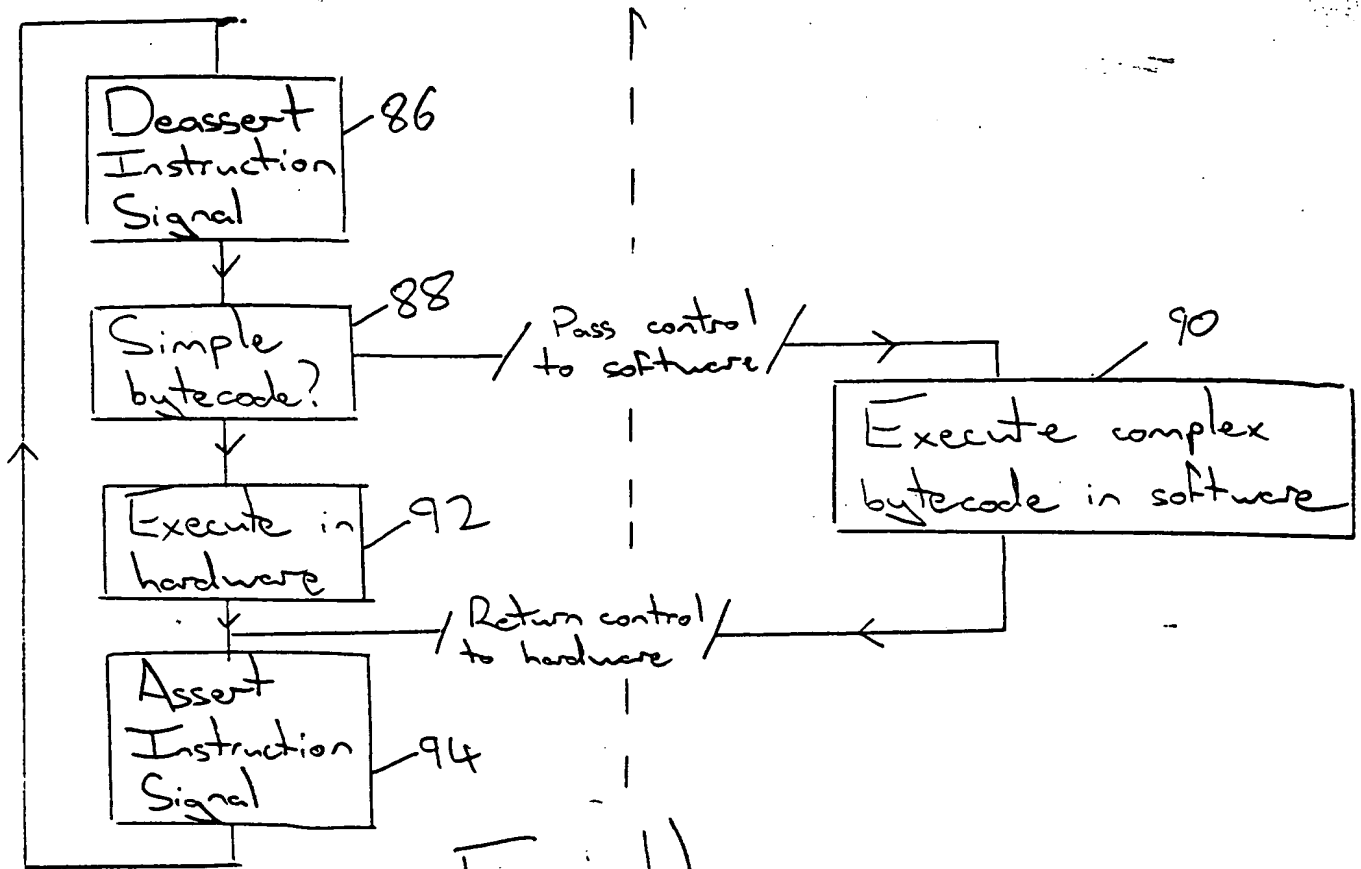 Deassert
Instruction
Signal
86
Simple
bytecode?
88
Pass control
to software
90
Execute complex
bytecode in software
Execute in
hardware
92
Return control
to hardware
Assert
Instruction
Signal
94